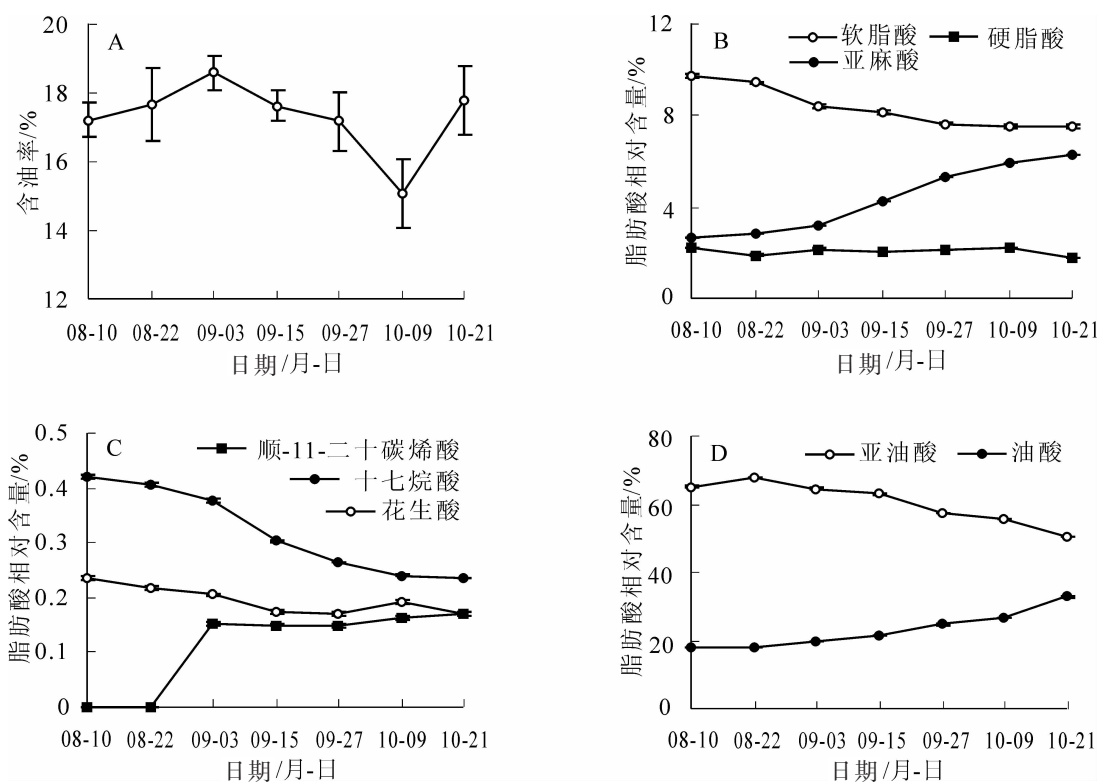 A
含油率/%
20
18
16
14
12
08-10 08-22 09-03 09-15 09-27 10-09 10-21
日期/月-日
B
软脂酸 硬脂酸
亚麻酸
脂肪酸相对含量/%
12
8
4
0
08-10 08-22 09-03 09-15 09-27 10-09 10-21
日期/月-日
C
顺-11-二十碳烯酸
十七烷酸
花生酸
脂肪酸相对含量/%
0.5
0.4
0.3
0.2
0.1
0
08-10 08-22 09-03 09-15 09-27 10-09 10-21
日期/月-日
D
亚油酸 油酸
脂肪酸相对含量/%
80
60
40
20
0
08-10 08-22 09-03 09-15 09-27 10-09 10-21
日期/月-日